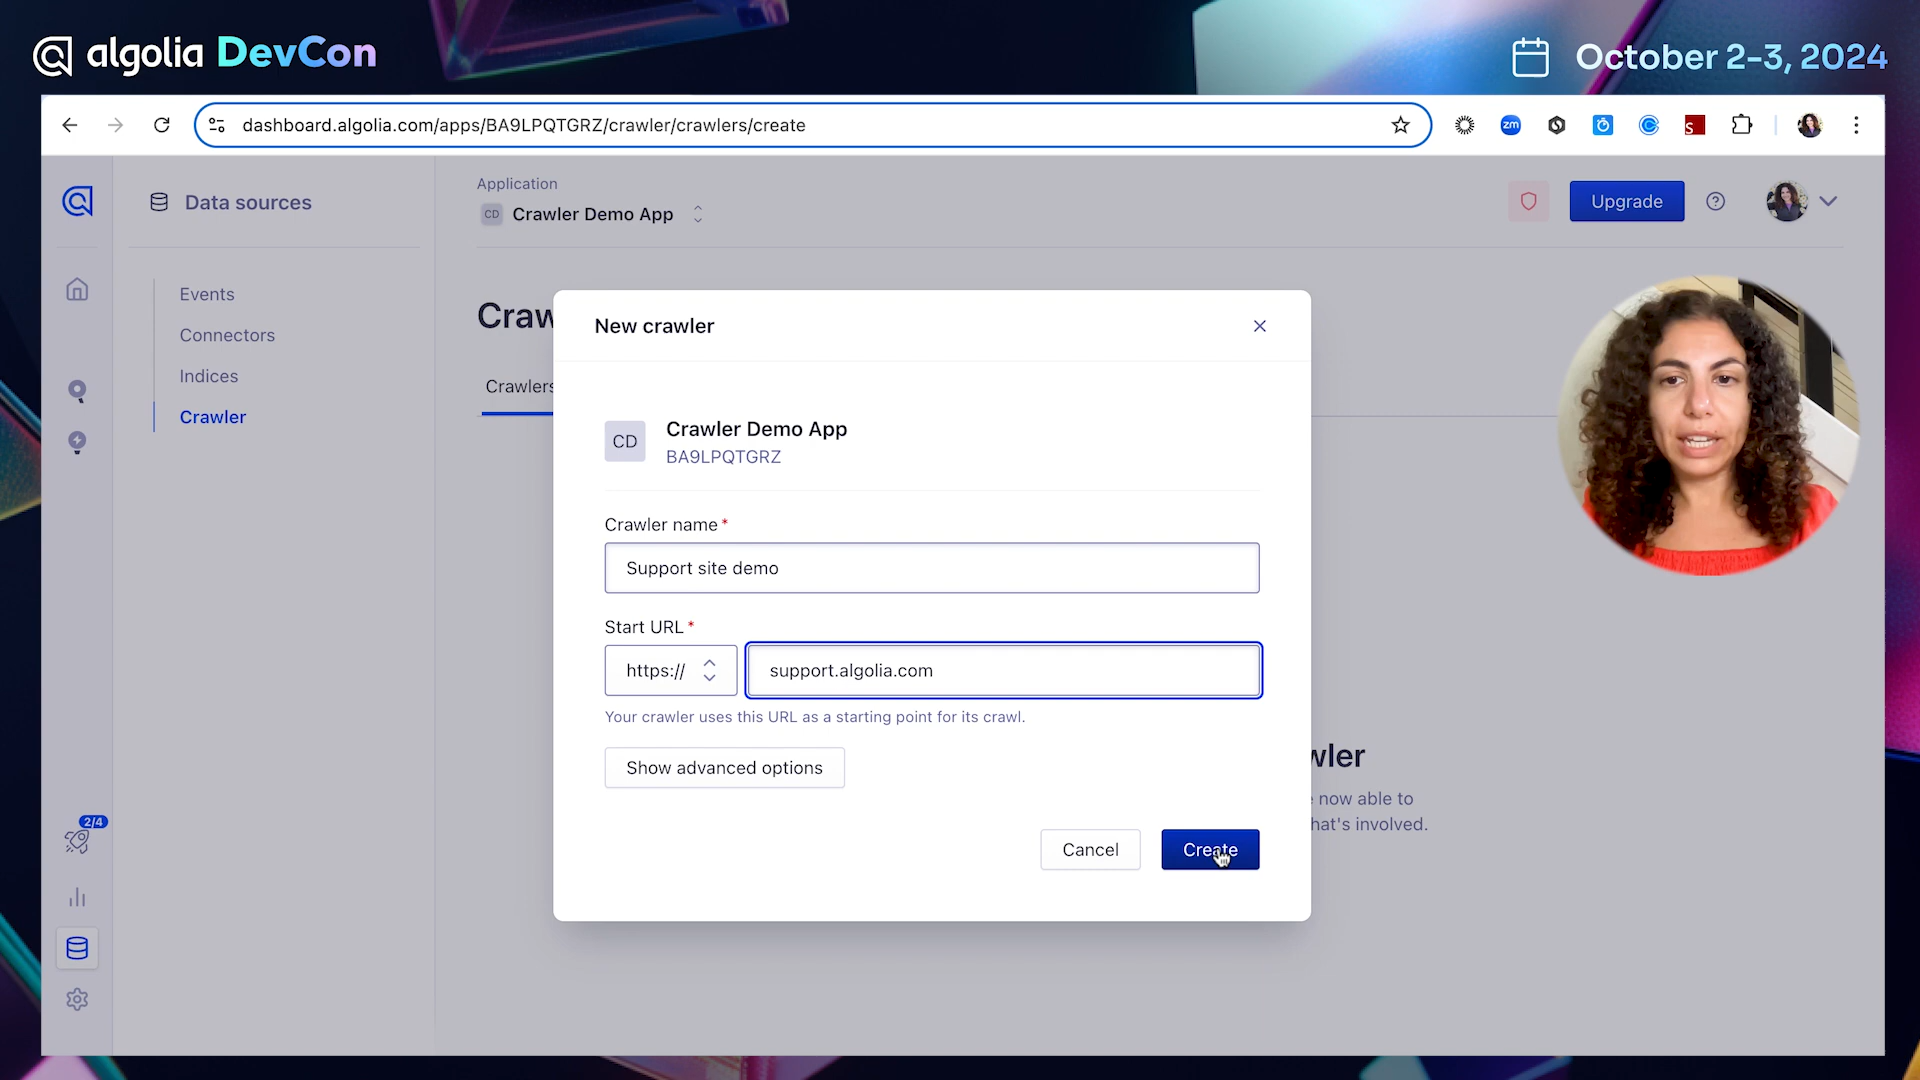 algolia DevCon
October 2-3, 2024
dashboard.algolia.com/apps/BA9LPQTGRZ/crawler/crawlers/create
zm
S
Data sources
Application
CD Crawler Demo App
Upgrade
Events
Connectors
Indices
Crawler
Craw
Crawlers
New crawler
CD
Crawler Demo App
BA9LPQTGRZ
Crawler name*
Support site demo
Start URL*
https://
support.algolia.com
Your crawler uses this URL as a starting point for its crawl.
Show advanced options
Cancel
Create
wler
now able to
hat's involved.
2/4